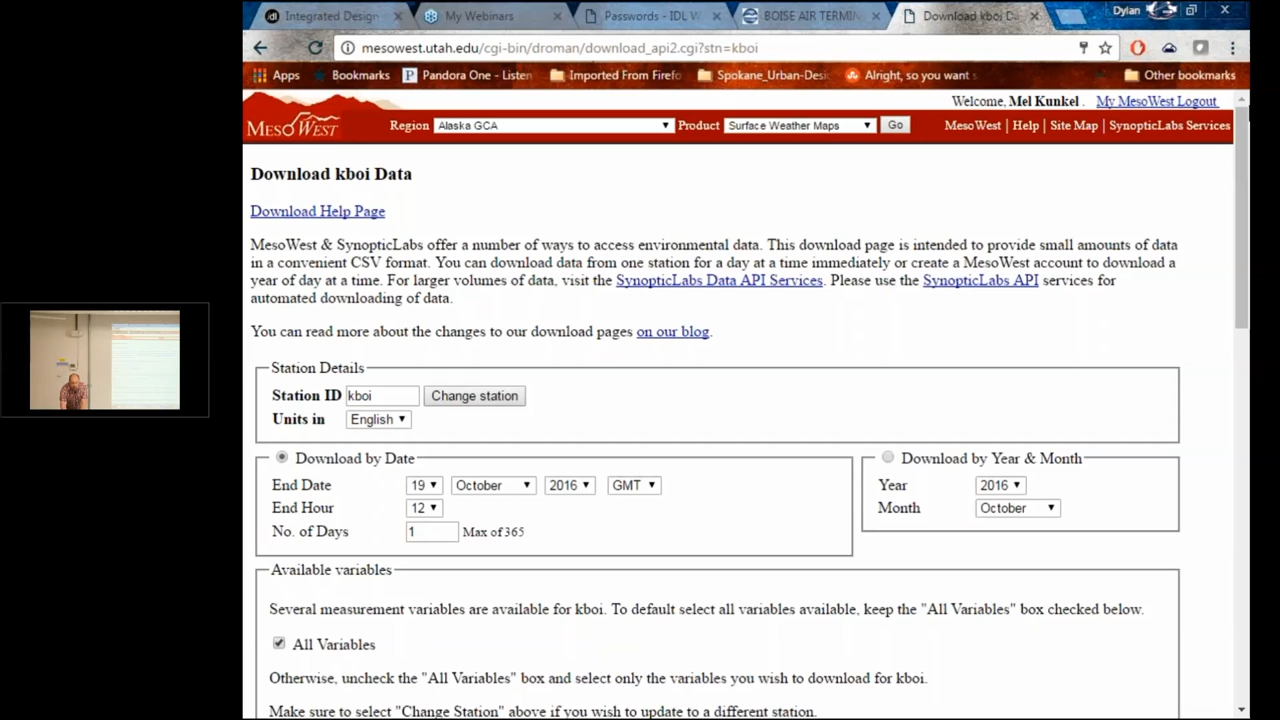 Integrated Design
My Webinars
Passwords - IDL W
BOISE AIR TERMIN
Download kboi D
Dylan
mesowest.utah.edu/cgi-bin/droman/download_api2.cgi?stn=kboi
Apps
Bookmarks
Pandora One - Listen
Imported From Firefo
Spokane_Urban-Desi
Alright, so you want s
Other bookmarks
Welcome, Mel Kunkel . My MesoWest Logout
MESO WEST
Region Alaska GCA Product Surface Weather Maps Go MesoWest | Help | Site Map | SynopticLabs Services
Download kboi Data
Download Help Page
MesoWest & SynopticLabs offer a number of ways to access environmental data. This download page is intended to provide small amounts of data
in a convenient CSV format. You can download data from one station for a day at a time immediately or create a MesoWest account to download a
year of day at a time. For larger volumes of data, visit the SynopticLabs Data API Services. Please use the SynopticLabs API services for
automated downloading of data.
You can read more about the changes to our download pages on our blog.
Station Details
Station ID kboi Change station
Units in English
Download by Date
End Date 19 October 2016 GMT
End Hour 12
No. of Days 1 Max of 365
Download by Year & Month
Year 2016
Month October
Available variables
Several measurement variables are available for kboi. To default select all variables available, keep the "All Variables" box checked below.
All Variables
Otherwise, uncheck the "All Variables" box and select only the variables you wish to download for kboi.
Make sure to select "Change Station" above if you wish to update to a different station.